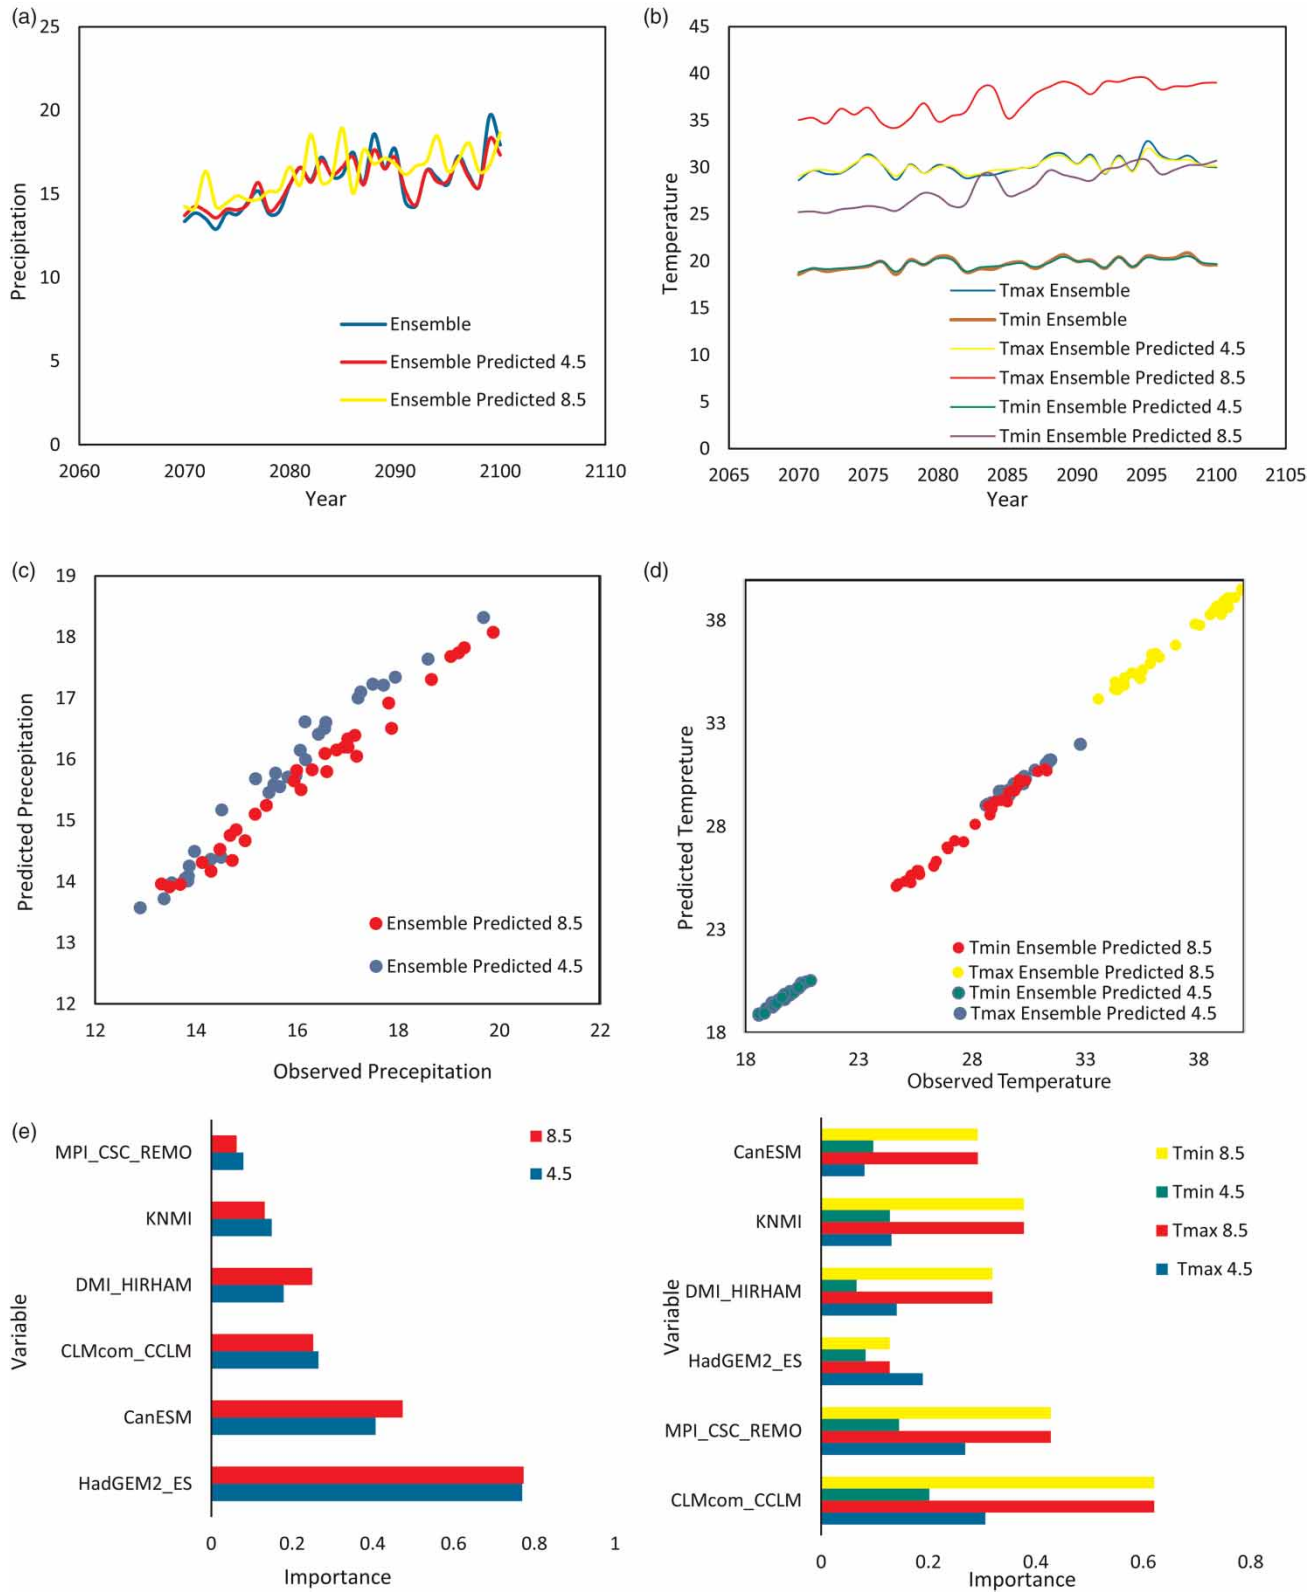 (a)
25
20
15
10
5
0
Precipitation
Ensemble
Ensemble Predicted 4.5
Ensemble Predicted 8.5
2060 2070 2080 2090 2100 2110
Year
(b)
45
40
35
30
25
20
15
10
5
0
Temperature
Tmax Ensemble
Tmin Ensemble
Tmax Ensemble Predicted 4.5
Tmax Ensemble Predicted 8.5
Tmin Ensemble Predicted 4.5
Tmin Ensemble Predicted 8.5
2065 2070 2075 2080 2085 2090 2095 2100 2105
Year
(c)
19
18
17
16
15
14
13
12
Predicted Precepitation
Ensemble Predicted 8.5
Ensemble Predicted 4.5
12 14 16 18 20 22
Observed Precepitation
(d)
38
33
28
23
18
Predicted Tempreture
Tmin Ensemble Predicted 8.5
Tmax Ensemble Predicted 8.5
Tmin Ensemble Predicted 4.5
Tmax Ensemble Predicted 4.5
18 23 28 33 38
Observed Temperature
(e)
Variable
MPI_CSC_REMO
KNMI
DMI_HIRHAM
CLMcom_CCLM
CanESM
HadGEM2_ES
8.5
4.5
0 0.2 0.4 0.6 0.8 1
Importance
Variable
CanESM
KNMI
DMI_HIRHAM
HadGEM2_ES
MPI_CSC_REMO
CLMcom_CCLM
Tmin 8.5
Tmin 4.5
Tmax 8.5
Tmax 4.5
0 0.2 0.4 0.6 0.8
Importance